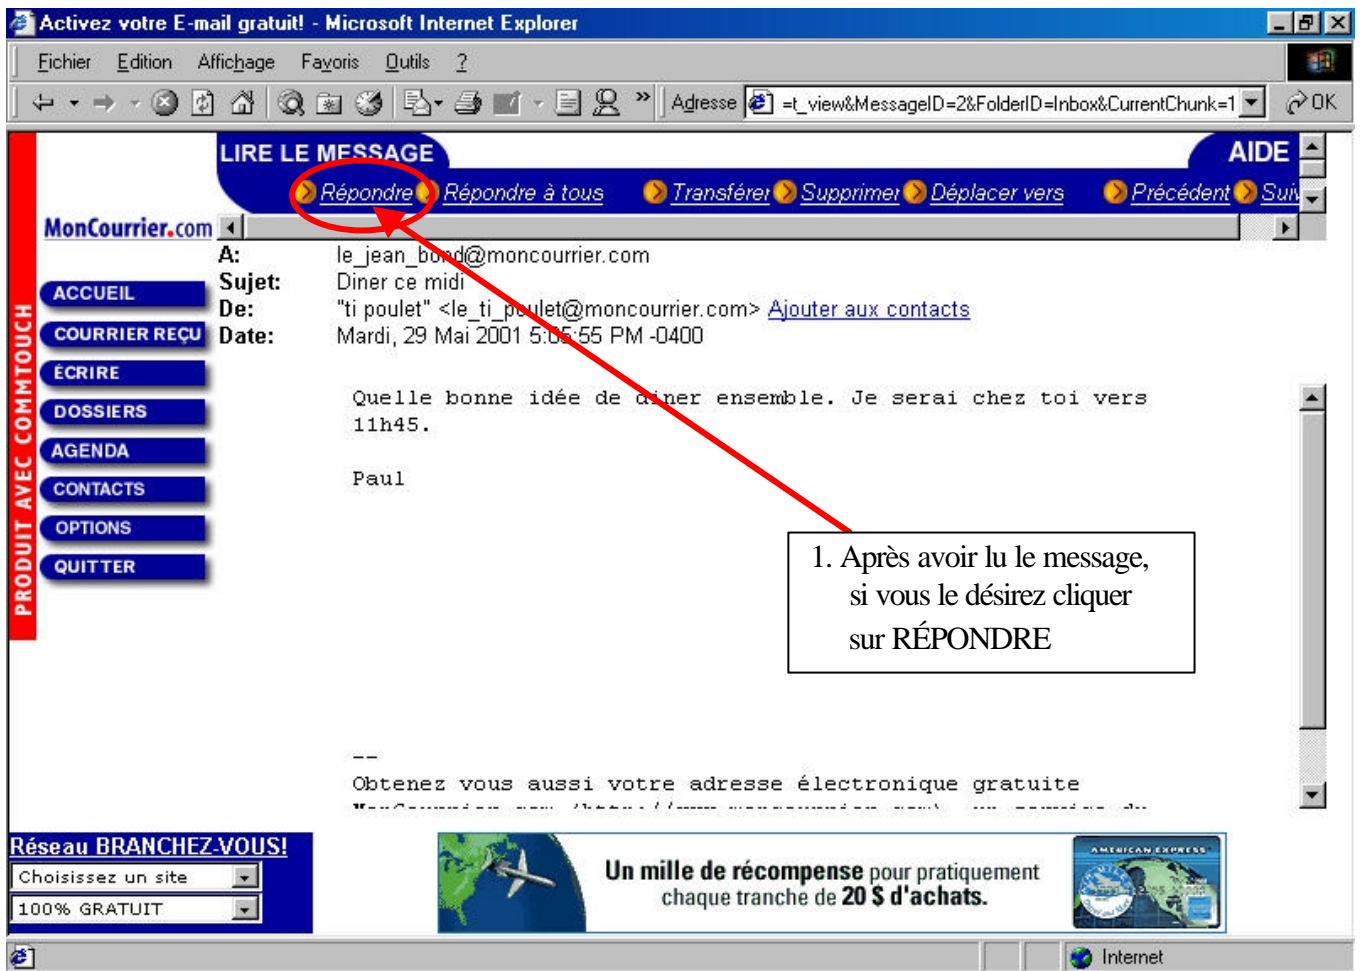 Activez votre E-mail gratuit! - Microsoft Internet Explorer
Fichier Edition Affichage Favoris Outils ?
Adresse =t_view&MessageID=2&FolderID=Inbox&CurrentChunk=1 OK
LIRE LE MESSAGE AIDE
Répondre Répondre à tous Transférer Supprimer Déplacer vers Précédent
MonCourrier.com
A: le_jean_bond@moncourrier.com
Sujet: Diner ce midi
De: "ti poulet" <le_ti_poulet@moncourrier.com> Ajouter aux contacts
Date: Mardi, 29 Mai 2001 5:05:55 PM -0400
ACCUEIL
COURRIER REÇU
ÉCRIRE
DOSSIERS
AGENDA
CONTACTS
OPTIONS
QUITTER
PRODUIT AVEC COMMTOUCH
Quelle bonne idée de diner ensemble. Je serai chez toi vers
11h45.
Paul
1. Après avoir lu le message,
si vous le désirez cliquer
sur RÉPONDRE
--
Obtenez vous aussi votre adresse électronique gratuite
Réseau BRANCHEZ-VOUS!
Choisissez un site
100% GRATUIT
Un mille de récompense pour pratiquement
chaque tranche de 20 $ d'achats.
AMERICAN EXPRESS
Internet